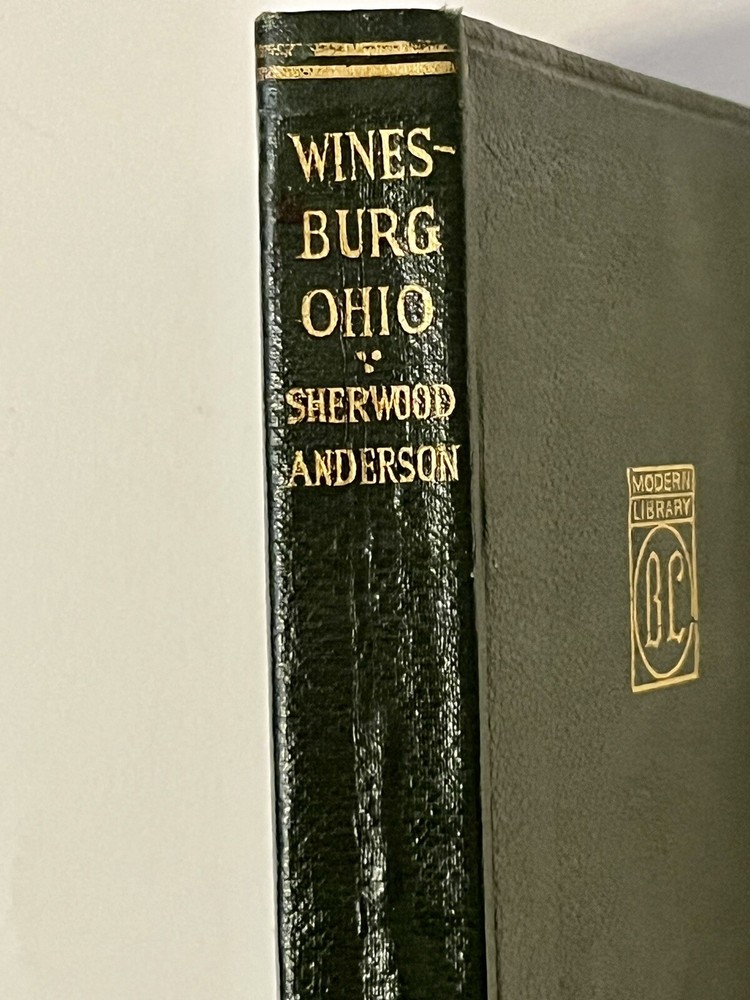 WINES-
BURG
OHIO
SHERWOOD
ANDERSON
MODERN
LIBRARY
BL